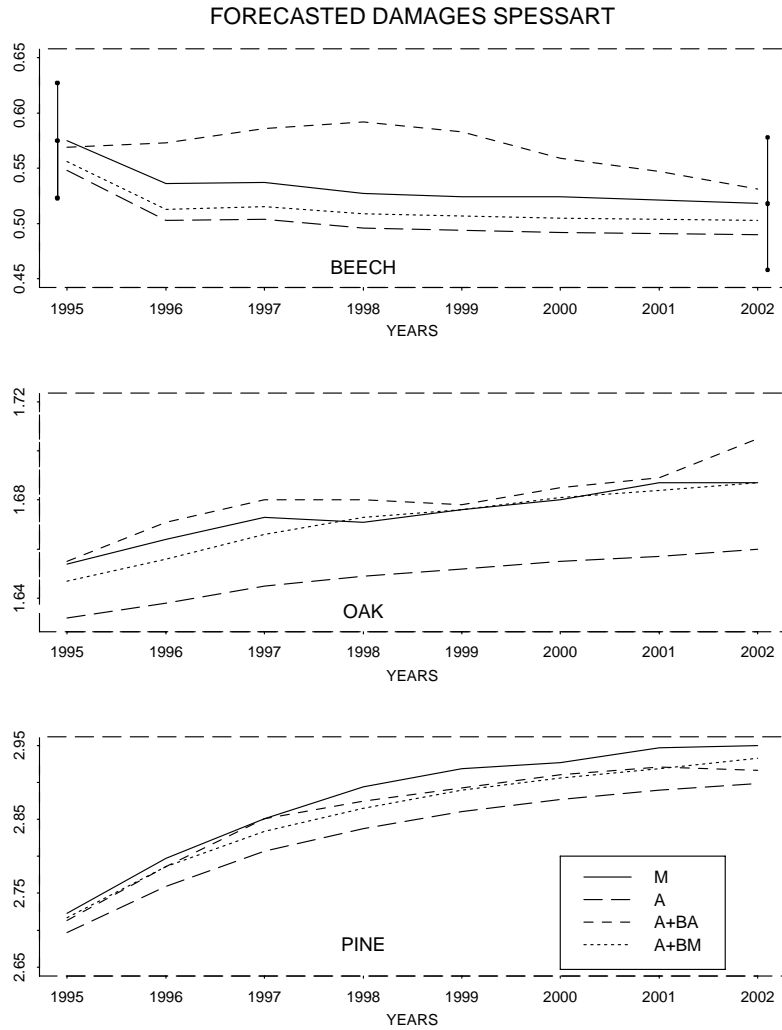 FORECASTED DAMAGES SPESSART
0.65
0.60
0.55
0.50
0.45
BEECH
1995 1996 1997 1998 1999 2000 2001 2002
YEARS
1.72
1.68
1.64
OAK
1995 1996 1997 1998 1999 2000 2001 2002
YEARS
2.95
2.85
2.75
2.65
M
A
A+BA
A+BM
PINE
1995 1996 1997 1998 1999 2000 2001 2002
YEARS